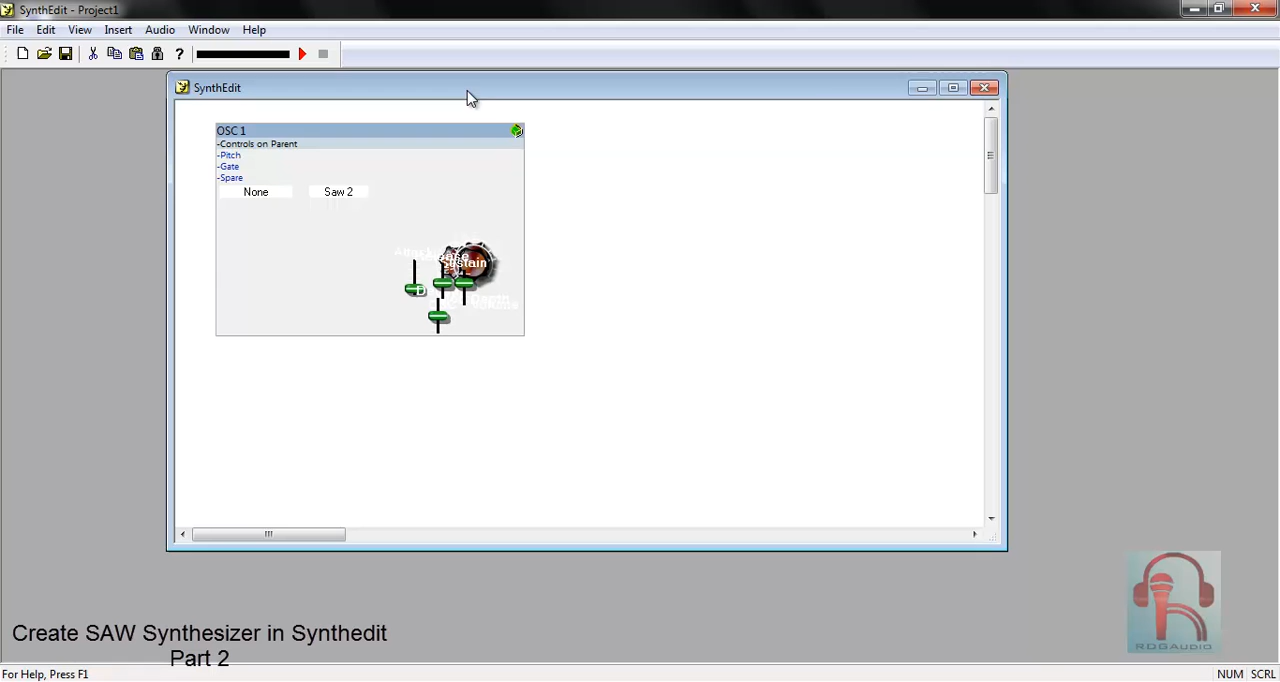 SynthEdit - Project1
File Edit View Insert Audio Window Help
SynthEdit
OSC 1
-Controls on Parent
-Pitch
-Gate
-Spare
None Saw 2
D
Create SAW Synthesizer in Synthedit
Part 2
RDGAUDIO
For Help, Press F1 NUM SCRL